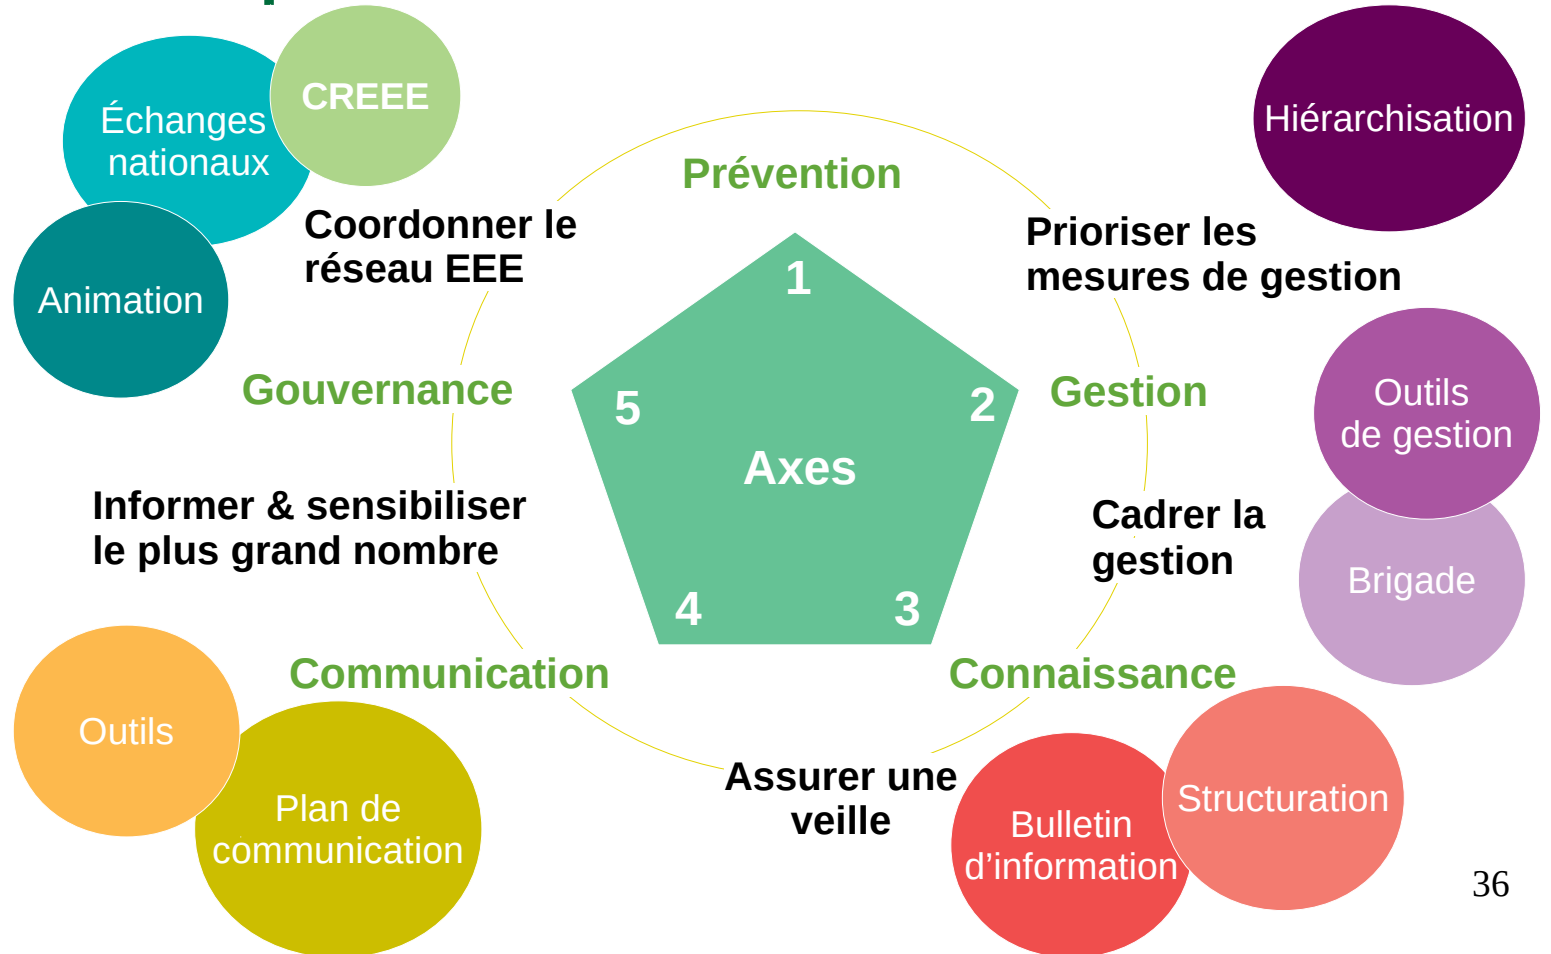 CREEE
Échanges
nationaux
Animation
Coordonner le
réseau EEE
Prévention
Hiérarchisation
Prioriser les
mesures de gestion
1
Gouvernance
5
2
Axes
Gestion
Outils
de gestion
Informer & sensibiliser
le plus grand nombre
Cadrer la
gestion
Brigade
4
3
Communication
Connaissance
Outils
Plan de
communication
Assurer une
veille
Bulletin
d’information
Structuration
36